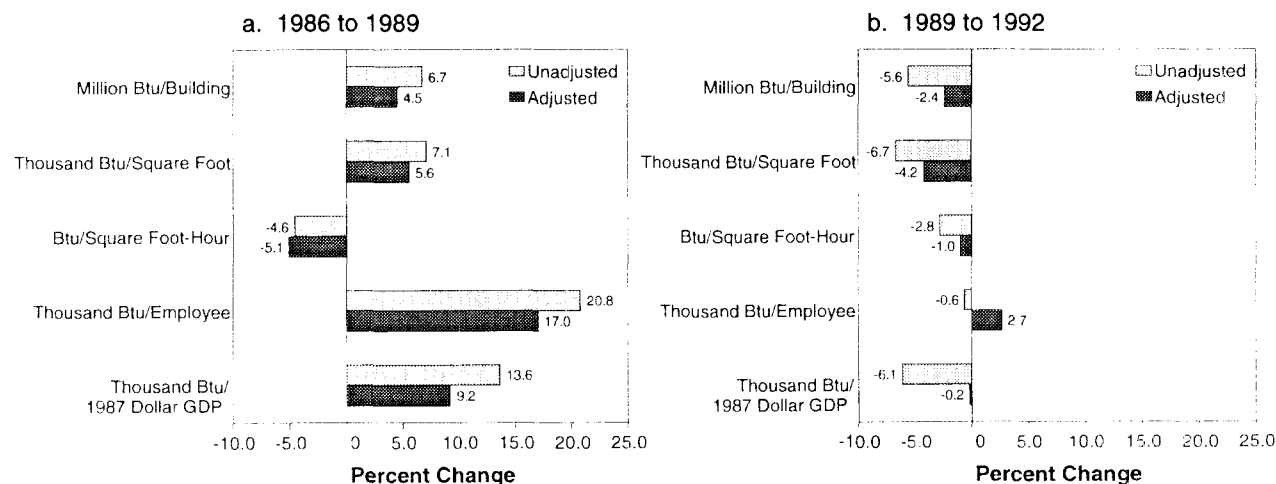 a. 1986 to 1989
Unadjusted
Adjusted
Million Btu/Building
6.7
4.5
Thousand Btu/Square Foot
7.1
5.6
Btu/Square Foot-Hour
-4.6
-5.1
Thousand Btu/Employee
20.8
17.0
Thousand Btu/
1987 Dollar GDP
13.6
9.2
-10.0 -5.0 0 5.0 10.0 15.0 20.0 25.0
Percent Change
b. 1989 to 1992
Unadjusted
Adjusted
Million Btu/Building
-5.6
-2.4
Thousand Btu/Square Foot
-6.7
-4.2
Btu/Square Foot-Hour
-2.8
-1.0
Thousand Btu/Employee
-0.6
2.7
Thousand Btu/
1987 Dollar GDP
-6.1
-0.2
-10.0 -5.0 0 5.0 10.0 15.0 20.0 25.0
Percent Change